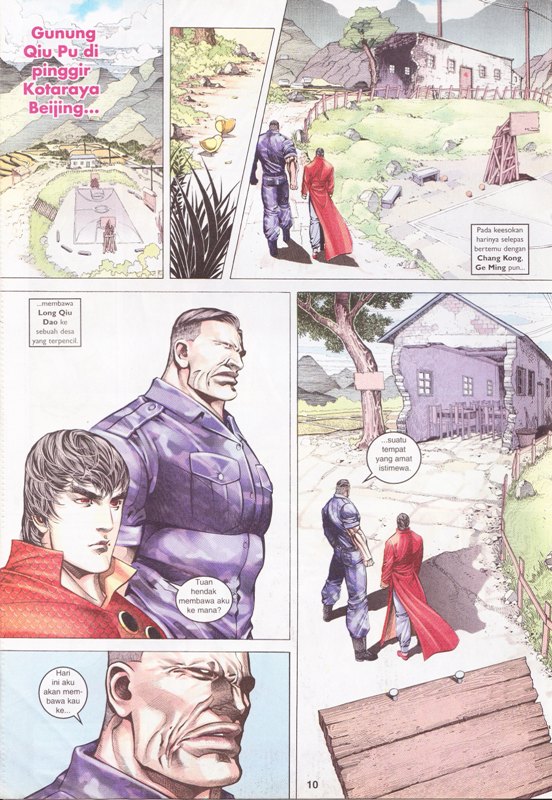 Gunung
Qiu Pu di
pinggir
Kotaraya
Beijing...
Pada keesokan
harinya selepas
bertemu dengan
Chang Kong,
Ge Ming pun...
...membawa
Long Qiu
Dao ke
sebuah desa
yang terpencil.
Tuan
hendak
membawa aku
ke mana?
Hari
ini aku
akan mem-
bawa kau
ke...
...suatu
tempat
yang amat
istimewa.
10